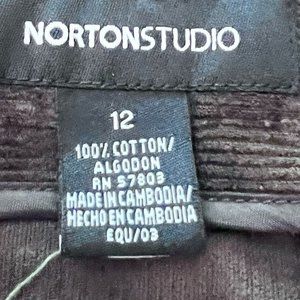 NORTONSTUDIO
12
100% COTTON/
ALGODON
RN 57803
MADE IN CAMBODIA/
HECHO EN CAMBODIA
EQU/03